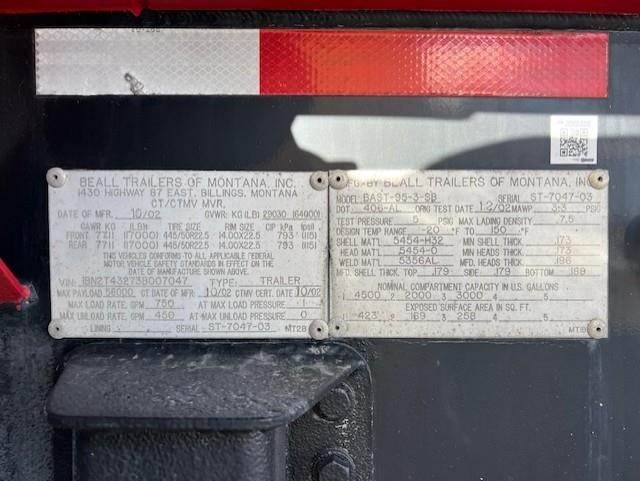 BEALL TRAILERS OF MONTANA, INC.
1430 HIGHWAY 87 EAST, BILLINGS, MONTANA
CT/CTMV MVR.
DATE OF MFR. 10/02 GVWR: KG (LB) 29030 (64000)
GAWR KG (LB) TIRE SIZE RIM SIZE CIP kPa (psi)
FRONT 7711 (17000) 445/50R22.5 14.00X22.5 793 (115)
REAR 7711 (17000) 445/50R22.5 14.00X22.5 793 (115)
THIS VEHICLE CONFORMS TO ALL APPLICABLE FEDERAL
MOTOR VEHICLE SAFETY STANDARDS IN EFFECT ON THE
DATE OF MANUFACTURE SHOWN ABOVE.
VIN. 1BN2T43273B007047 TYPE: TRAILER
MAX PAYLOAD 56000 CT DATE OF MFR. 10/02 CTMV CERT. DATE 10/02
MAX LOAD RATE, GPM 750 AT MAX LOAD PRESSURE
MAX UNLOAD RATE, GPM 450 AT MAX UNLOAD PRESSURE 0
LINING SERIAL ST-7047-03 MT2B
BY BEALL TRAILERS OF MONTANA, INC
MODEL BAST-95-3-SB SERIAL ST-7047-03
DOT 406-AL ORIG TEST DATE 12/02 MAWP 3.3 PSIG
TEST PRESSURE 5 PSIG MAX LADING DENSITY 7.5
DESIGN TEMP RANGE -20 °F TO 150 °F
SHELL MATL 5454-H32 MIN SHELL THICK .173
HEAD MATL 5454-0 MIN HEADS THICK .173
WELD MATL 5356AL MFD. HEADS THICK .196
MFD. SHELL THICK TOP .179 SIDE .179 BOTTOM .188
NOMINAL COMPARTMENT CAPACITY IN U.S. GALLONS
1 4500 2 2000 3 3000 4 5
EXPOSED SURFACE AREA IN SQ. FT.
1 423 2 189 3 258 4 5